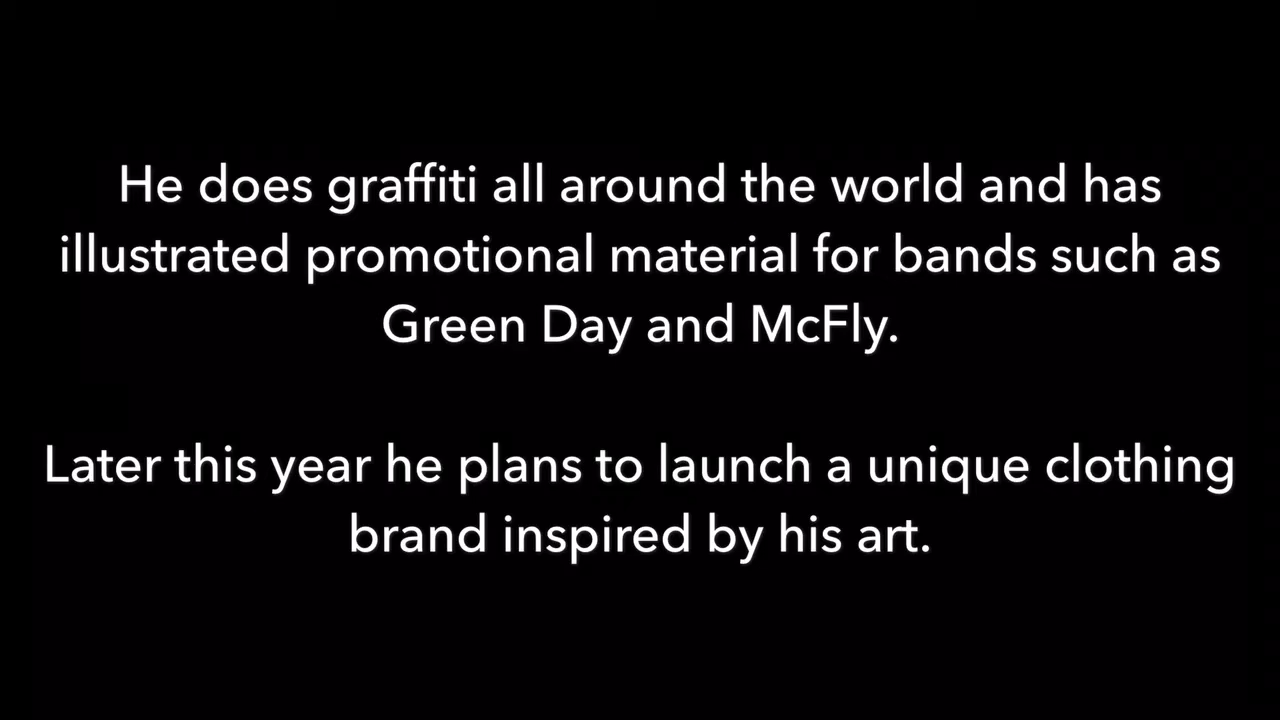 He does graffiti all around the world and has
illustrated promotional material for bands such as
Green Day and McFly.
Later this year he plans to launch a unique clothing
brand inspired by his art.